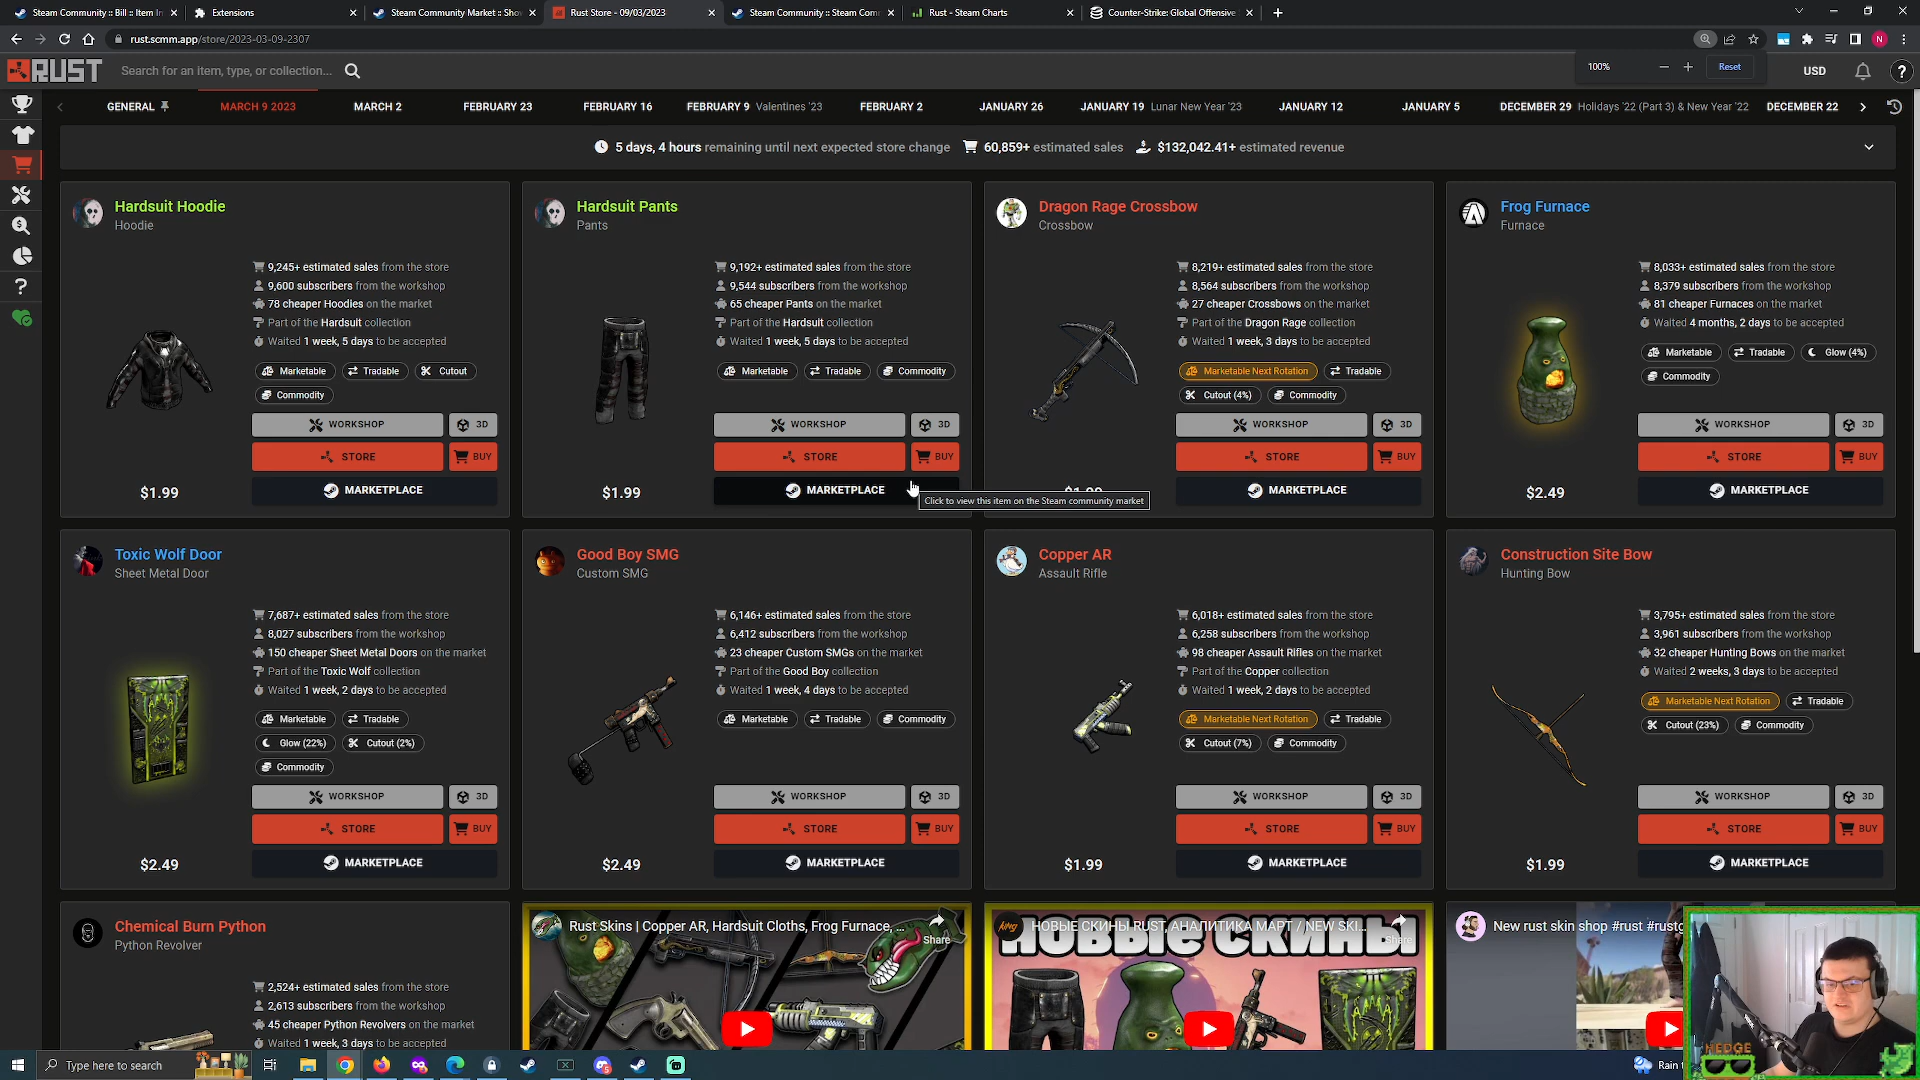 Steam Community :: Bill :: Item In
Extensions
Steam Community Market :: Sho
Rust Store - 09/03/2023
Steam Community :: Steam Com
Rust - Steam Charts
Counter-Strike: Global Offensive
rust.scmm.app/store/2023-03-09-2307
N
RUST
Search for an item, type, or collection...
100%
Reset
USD
GENERAL
MARCH 9 2023
MARCH 2
FEBRUARY 23
FEBRUARY 16
FEBRUARY 9 Valentines '23
FEBRUARY 2
JANUARY 26
JANUARY 19 Lunar New Year '23
JANUARY 12
JANUARY 5
DECEMBER 29 Holidays '22 (Part 3) & New Year '22
DECEMBER 22
5 days, 4 hours remaining until next expected store change 60,859+ estimated sales $132,042.41+ estimated revenue
Hardsuit Hoodie
Hoodie
9,245+ estimated sales from the store
9,600 subscribers from the workshop
78 cheaper Hoodies on the market
Part of the Hardsuit collection
Waited 1 week, 5 days to be accepted
Marketable Tradable Cutout
Commodity
WORKSHOP 3D
STORE BUY
$1.99 MARKETPLACE
Hardsuit Pants
Pants
9,192+ estimated sales from the store
9,544 subscribers from the workshop
65 cheaper Pants on the market
Part of the Hardsuit collection
Waited 1 week, 5 days to be accepted
Marketable Tradable Commodity
WORKSHOP 3D
STORE BUY
$1.99 MARKETPLACE
Click to view this item on the Steam community market
Dragon Rage Crossbow
Crossbow
8,219+ estimated sales from the store
8,564 subscribers from the workshop
27 cheaper Crossbows on the market
Part of the Dragon Rage collection
Waited 1 week, 3 days to be accepted
Marketable Next Rotation Tradable
Cutout (4%) Commodity
WORKSHOP 3D
STORE BUY
$1.99 MARKETPLACE
Frog Furnace
Furnace
8,033+ estimated sales from the store
8,379 subscribers from the workshop
81 cheaper Furnaces on the market
Waited 4 months, 2 days to be accepted
Marketable Tradable Glow (4%)
Commodity
WORKSHOP 3D
STORE BUY
$2.49 MARKETPLACE
Toxic Wolf Door
Sheet Metal Door
7,687+ estimated sales from the store
8,027 subscribers from the workshop
150 cheaper Sheet Metal Doors on the market
Part of the Toxic Wolf collection
Waited 1 week, 2 days to be accepted
Marketable Tradable
Glow (22%) Cutout (2%)
Commodity
WORKSHOP 3D
STORE BUY
$2.49 MARKETPLACE
Good Boy SMG
Custom SMG
6,146+ estimated sales from the store
6,412 subscribers from the workshop
23 cheaper Custom SMGs on the market
Part of the Good Boy collection
Waited 1 week, 4 days to be accepted
Marketable Tradable Commodity
WORKSHOP 3D
STORE BUY
$2.49 MARKETPLACE
Copper AR
Assault Rifle
6,018+ estimated sales from the store
6,258 subscribers from the workshop
98 cheaper Assault Rifles on the market
Part of the Copper collection
Waited 1 week, 2 days to be accepted
Marketable Next Rotation Tradable
Cutout (7%) Commodity
WORKSHOP 3D
STORE BUY
$1.99 MARKETPLACE
Construction Site Bow
Hunting Bow
3,795+ estimated sales from the store
3,961 subscribers from the workshop
32 cheaper Hunting Bows on the market
Waited 2 weeks, 3 days to be accepted
Marketable Next Rotation Tradable
Cutout (23%) Commodity
WORKSHOP 3D
STORE BUY
$1.99 MARKETPLACE
Chemical Burn Python
Python Revolver
2,524+ estimated sales from the store
2,613 subscribers from the workshop
45 cheaper Python Revolvers on the market
Waited 1 week, 3 days to be accepted
Rust Skins | Copper AR, Hardsuit Cloths, Frog Furnace, ...
Share
НОВЫЕ СКИНЫ RUST, АНАЛИТИКА МАРТ / NEW SKI...
Share
НОВЫЕ СКИНЫ
New rust skin shop #rust #rustc
HEDGE
Type here to search
Rain